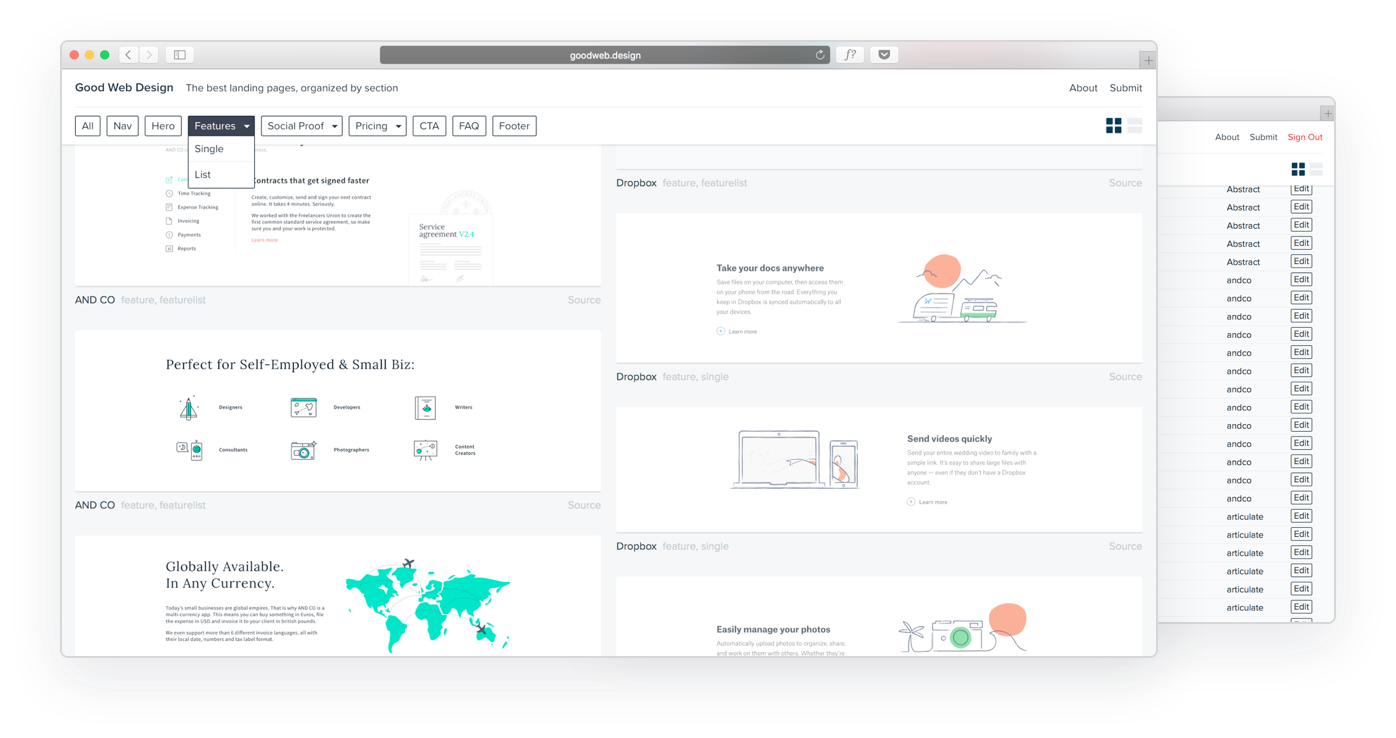 goodweb.design
f?
Good Web Design The best landing pages, organized by section
About Submit
All Nav Hero Features Social Proof Pricing CTA FAQ Footer
Single
List
Contracts that get signed faster
Time Tracking
Expense Tracking
Invoicing
Payments
Reports
Create, customize, send and sign your next contract
online. It takes 4 minutes. Seriously.
We worked with the Freelancers Union to create the
first common standard service agreement, so make
sure you and your work is protected.
Learn more
Service
agreement V2.4
AND CO feature, featurelist Source
Perfect for Self-Employed & Small Biz:
Designers Developers Writers
Consultants Photographers Content
Creators
AND CO feature, featurelist Source
Globally Available.
In Any Currency.
Today's small businesses are global empires. That is why AND CO is a
multi-currency app. This means you can buy something in Euros, file
the expense in USD and invoice it to your client in british pounds.
We even support more than 6 different invoice languages, all with
their local date, numbers and tax label format.
Dropbox feature, featurelist Source
Take your docs anywhere
Save files on your computer, then access them
on your phone from the road. Everything you
keep in Dropbox is synced automatically to all
your devices.
Learn more
Dropbox feature, single Source
Send videos quickly
Send your entire wedding video to family with a
simple link. It's easy to share large files with
anyone — even if they don't have a Dropbox
account.
Learn more
Dropbox feature, single Source
Easily manage your photos
Automatically upload photos to organize, share,
and work on them with others. Whether they're
About Submit Sign Out
Abstract Edit
Abstract Edit
Abstract Edit
Abstract Edit
Abstract Edit
andco Edit
andco Edit
andco Edit
andco Edit
andco Edit
andco Edit
andco Edit
andco Edit
andco Edit
andco Edit
andco Edit
andco Edit
andco Edit
articulate Edit
articulate Edit
articulate Edit
articulate Edit
articulate Edit
articulate Edit